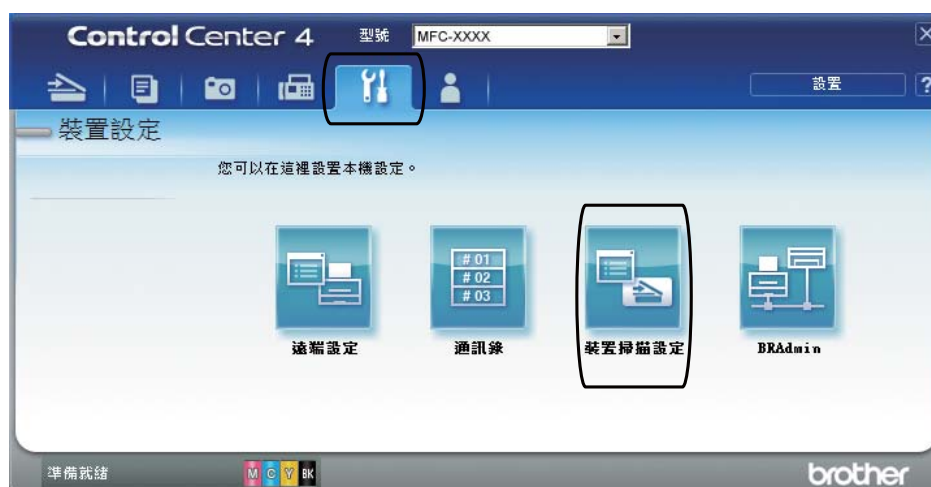 Control Center 4
型號
MFC-XXXX
設置
?
裝置設定
您可以在這裡設置本機設定。
# 01
# 02
# 03
遠端設定
通訊錄
裝置掃描設定
BRAdmin
準備就緒
M C Y BK
brother